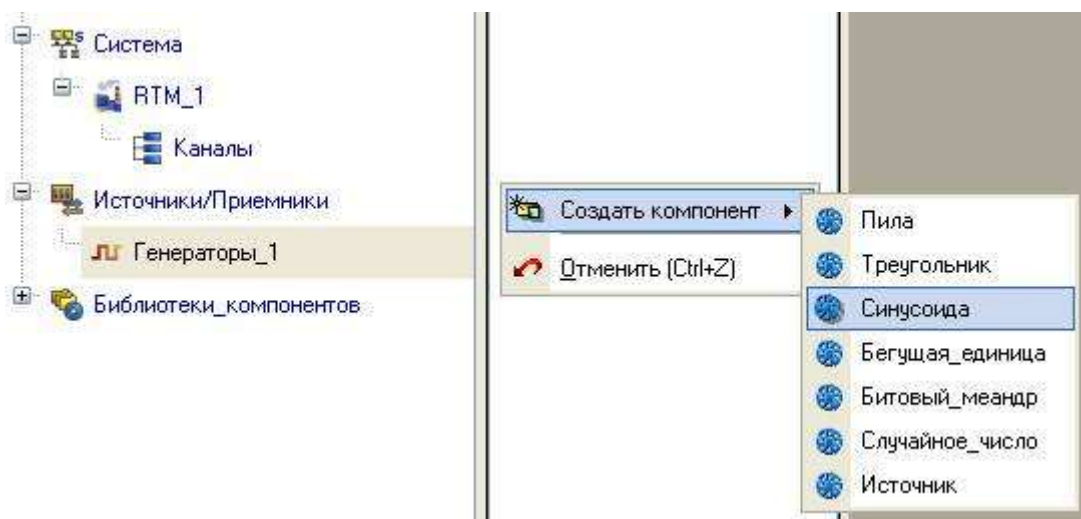 Система
RTM_1
Каналы
Источники/Приемники
Генераторы_1
Библиотеки_компонентов
Создать компонент
Отменить (Ctrl+Z)
Пила
Треугольник
Синусоида
Бегущая_единица
Битовый_меандр
Случайное_число
Источник